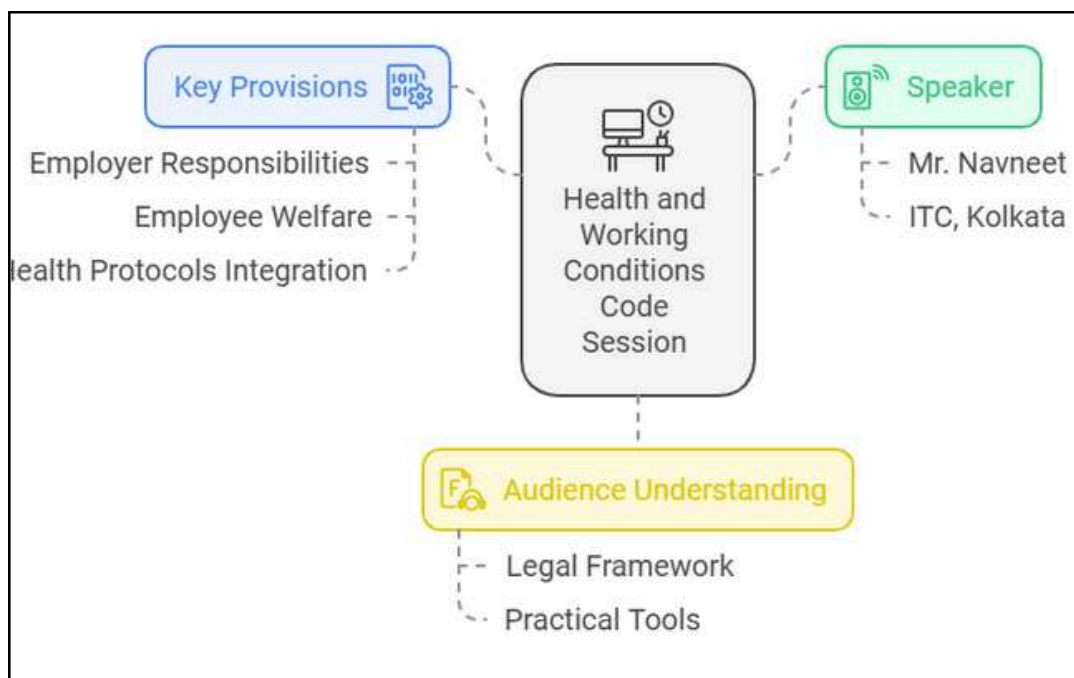 Key Provisions
Employer Responsibilities
Employee Welfare
Protocols Integration
Health and
Working
Conditions
Code
Session
Speaker
Mr. Navneet
ITC, Kolkata
Audience Understanding
Legal Framework
Practical Tools